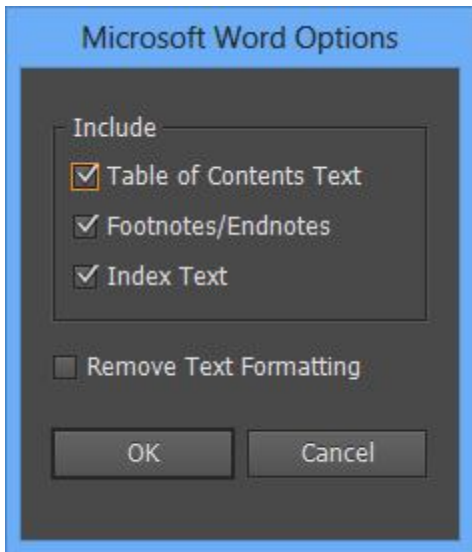 Microsoft Word Options
Include
Table of Contents Text
Footnotes/Endnotes
Index Text
Remove Text Formatting
OK Cancel